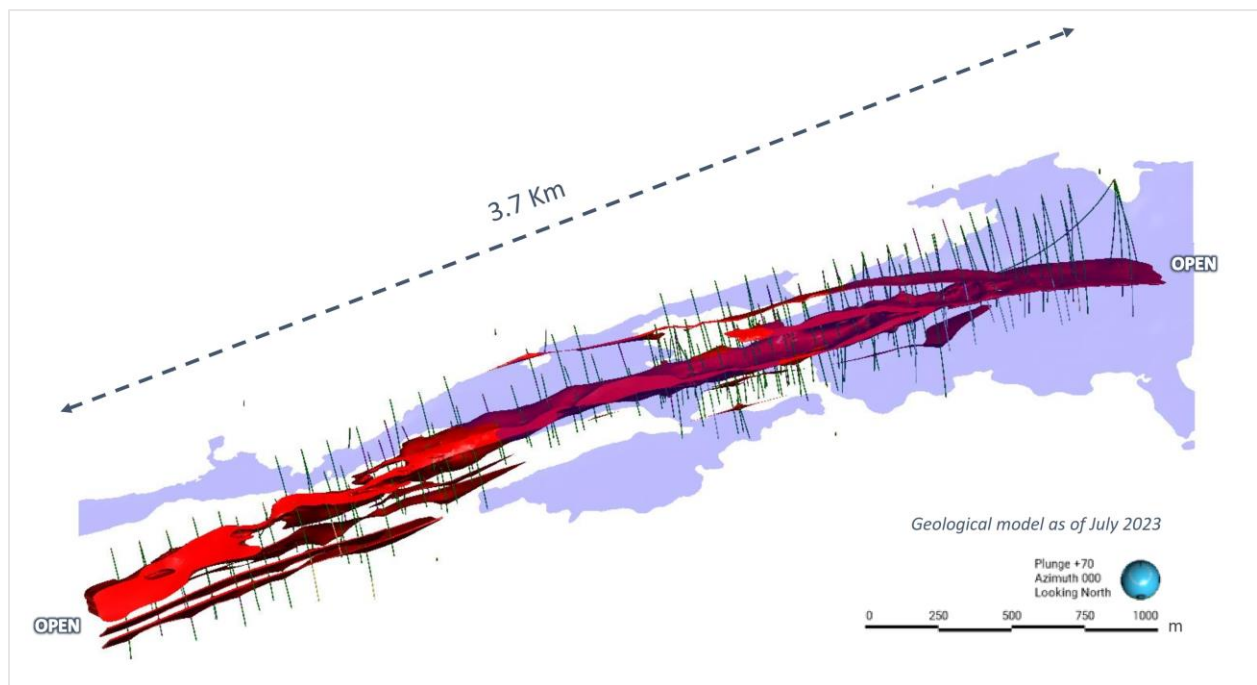 3.7 Km
OPEN
OPEN
Geological model as of July 2023
Plunge +70
Azimuth 000
Looking North
0 250 500 750 1000 m